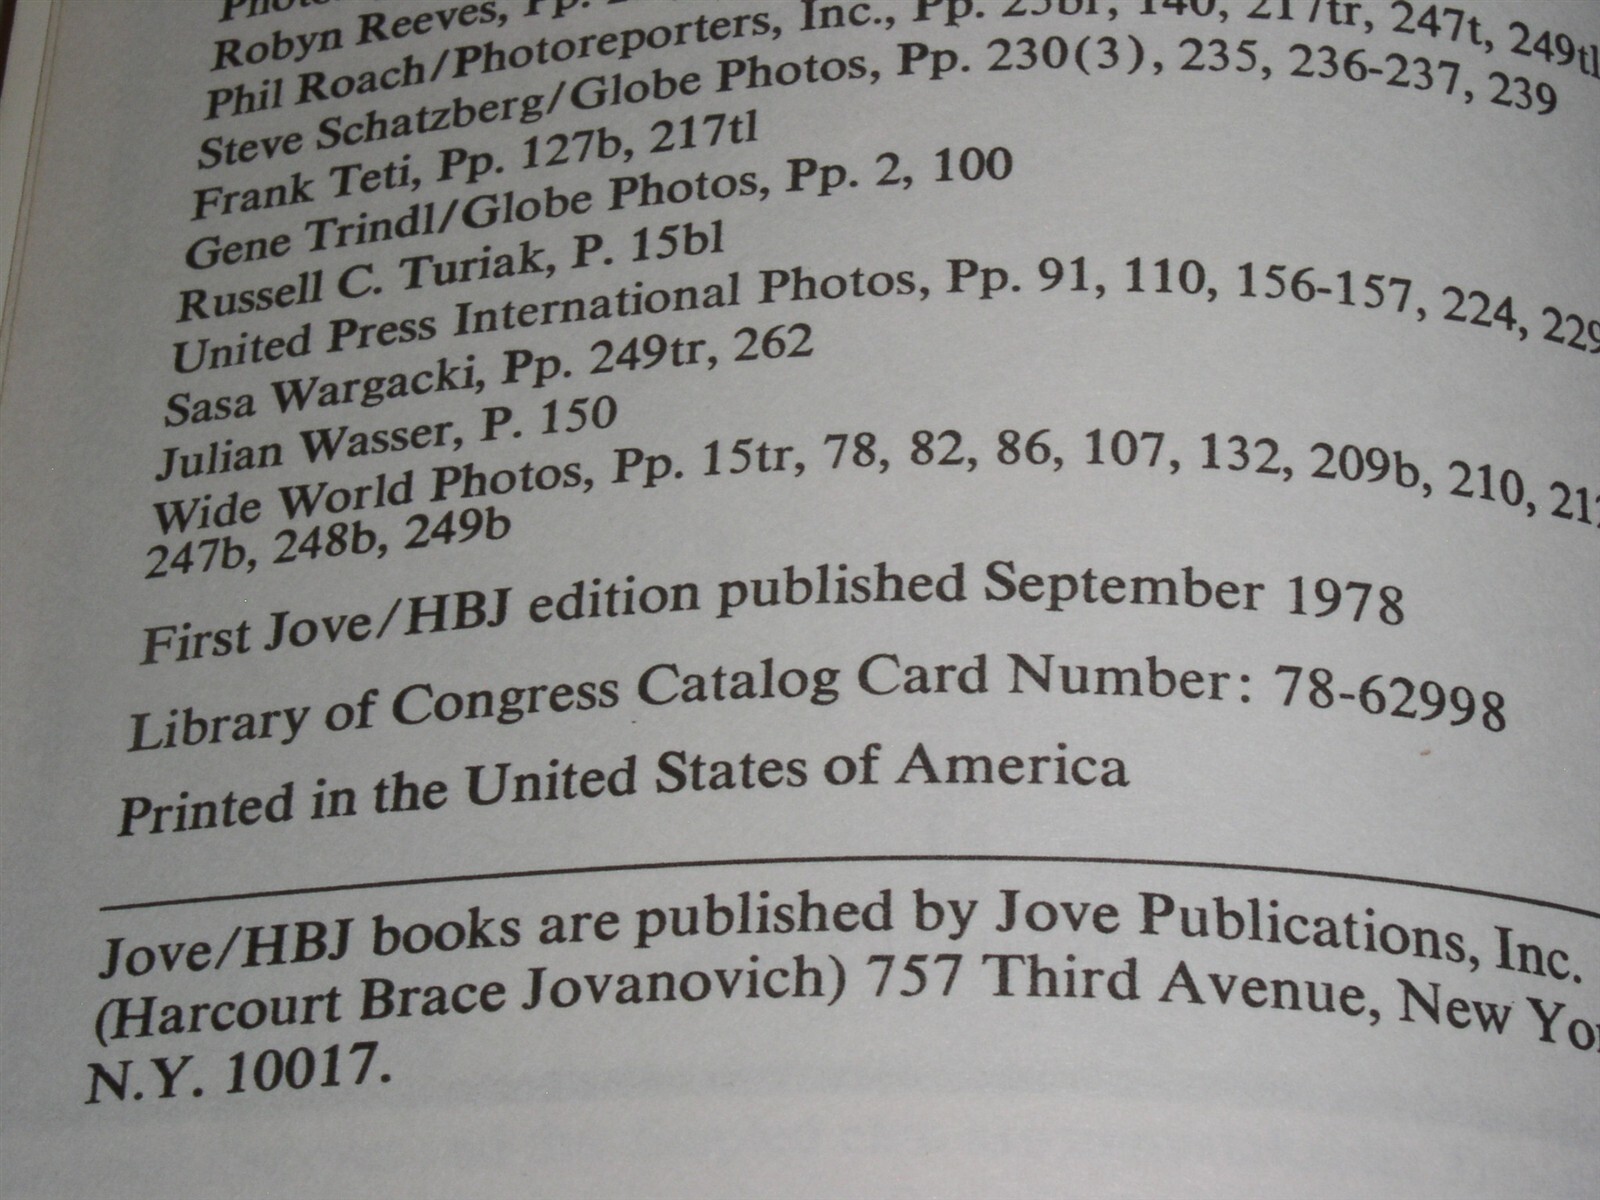 Robyn Reeves, Pp.
Phil Roach/Photoreporters, Inc., Pp. 25bl, 140, 217tr, 247t, 249tl
Steve Schatzberg/Globe Photos, Pp. 230(3), 235, 236-237, 239
Frank Teti, Pp. 127b, 217tl
Gene Trindl/Globe Photos, Pp. 2, 100
Russell C. Turiak, P. 15bl
United Press International Photos, Pp. 91, 110, 156-157, 224, 229
Sasa Wargacki, Pp. 249tr, 262
Julian Wasser, P. 150
Wide World Photos, Pp. 15tr, 78, 82, 86, 107, 132, 209b, 210,
247b, 248b, 249b
First Jove/HBJ edition published September 1978
Library of Congress Catalog Card Number: 78-62998
Printed in the United States of America
Jove/HBJ books are published by Jove Publications, Inc.
(Harcourt Brace Jovanovich) 757 Third Avenue, New
N.Y. 10017.